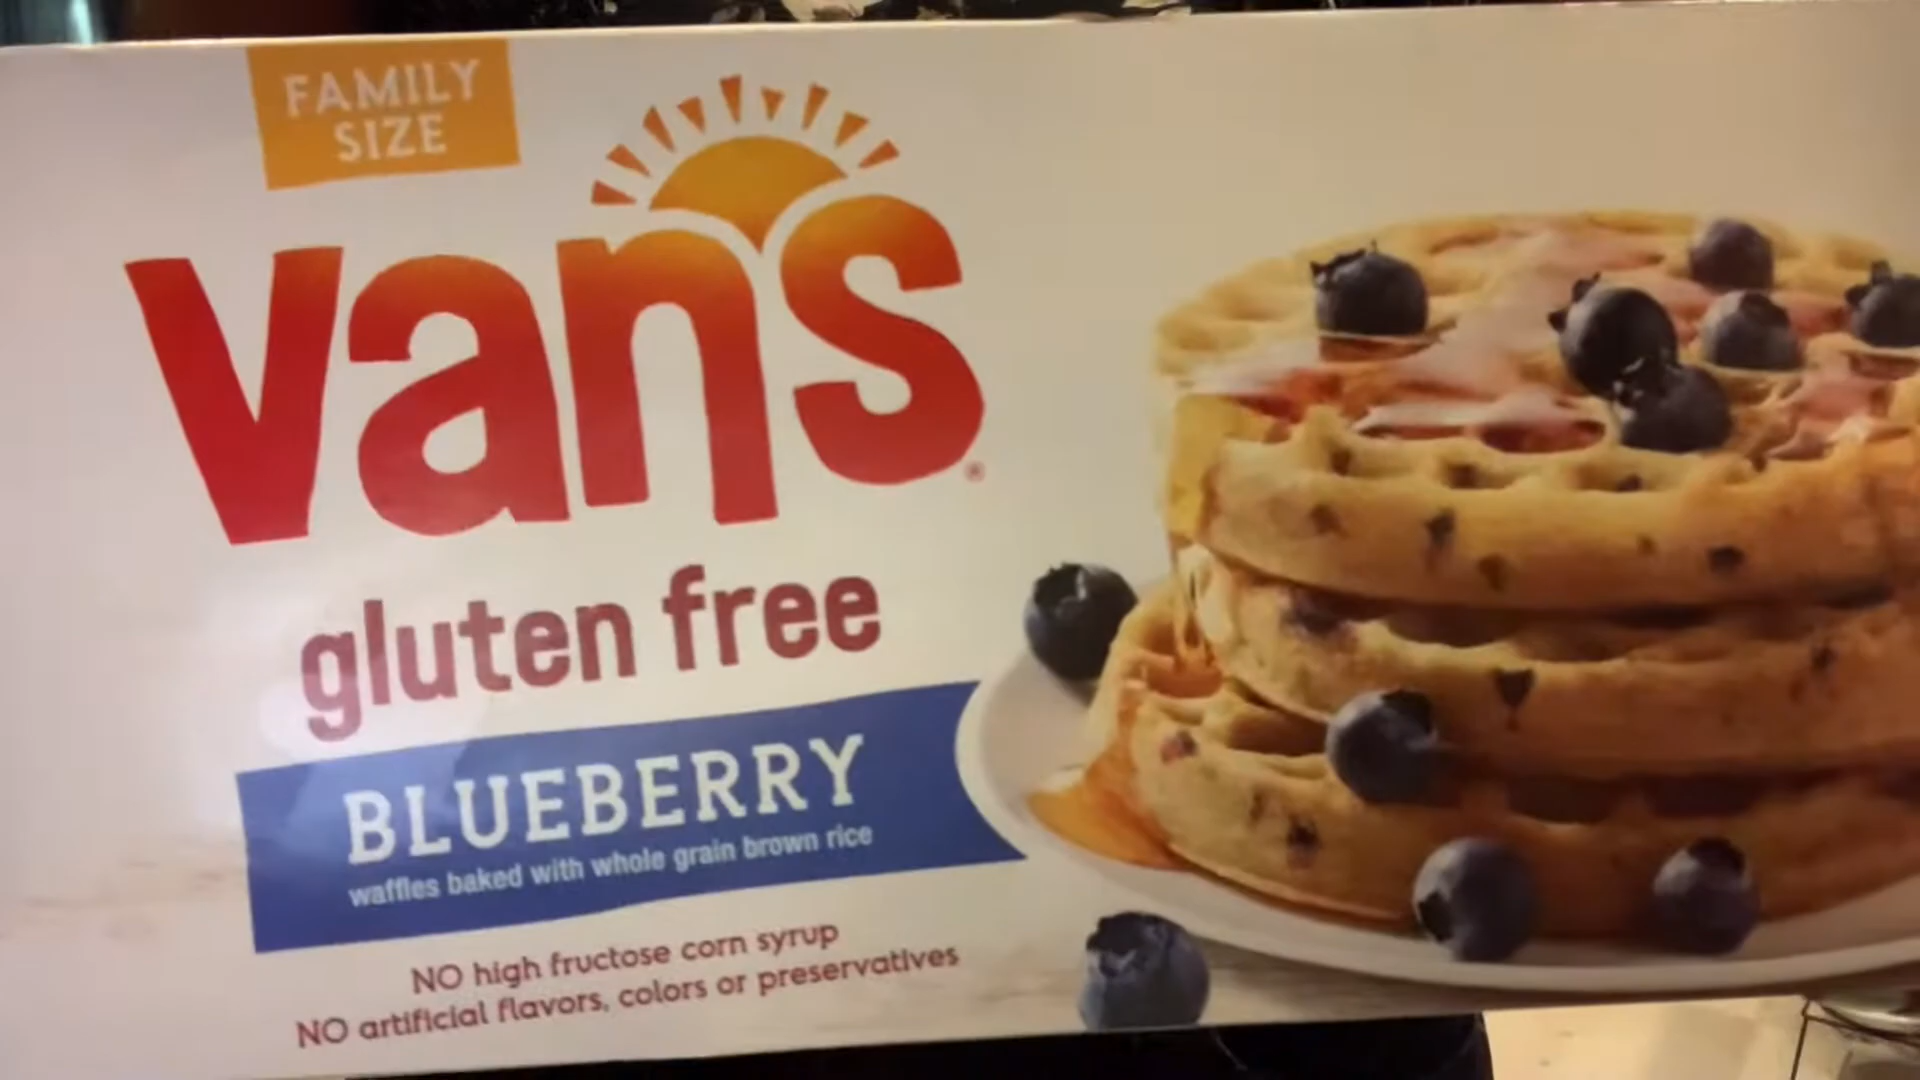 FAMILY
SIZE
vans
gluten free
BLUEBERRY
waffles baked with whole grain brown rice
NO high fructose corn syrup
NO artificial flavors, colors or preservatives